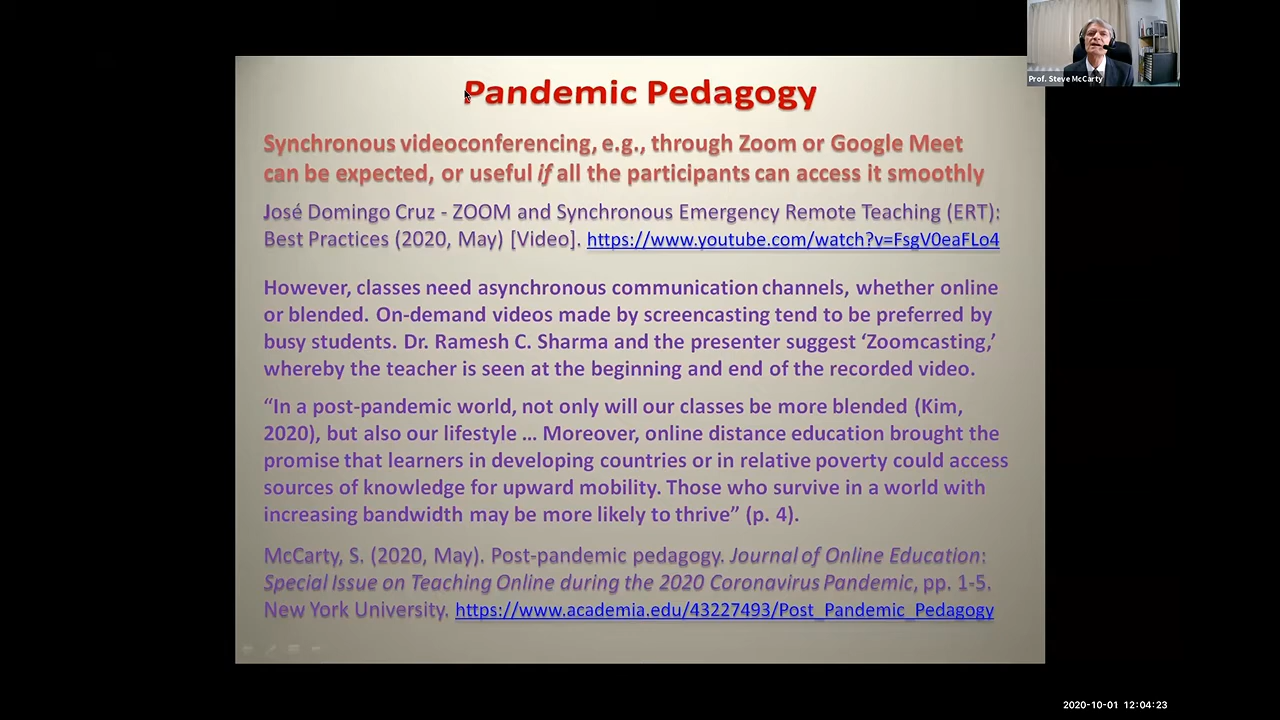 Prof. Steve McCarty
Pandemic Pedagogy
Synchronous videoconferencing, e.g., through Zoom or Google Meet
can be expected, or useful if all the participants can access it smoothly
José Domingo Cruz - ZOOM and Synchronous Emergency Remote Teaching (ERT):
Best Practices (2020, May) [Video]. https://www.youtube.com/watch?v=FsgV0eaFLo4
However, classes need asynchronous communication channels, whether online
or blended. On-demand videos made by screencasting tend to be preferred by
busy students. Dr. Ramesh C. Sharma and the presenter suggest ‘Zoomcasting,’
whereby the teacher is seen at the beginning and end of the recorded video.
“In a post-pandemic world, not only will our classes be more blended (Kim,
2020), but also our lifestyle ... Moreover, online distance education brought the
promise that learners in developing countries or in relative poverty could access
sources of knowledge for upward mobility. Those who survive in a world with
increasing bandwidth may be more likely to thrive” (p. 4).
McCarty, S. (2020, May). Post-pandemic pedagogy. Journal of Online Education:
Special Issue on Teaching Online during the 2020 Coronavirus Pandemic, pp. 1-5.
New York University. https://www.academia.edu/43227493/Post_Pandemic_Pedagogy
2020-10-01 12:04:23